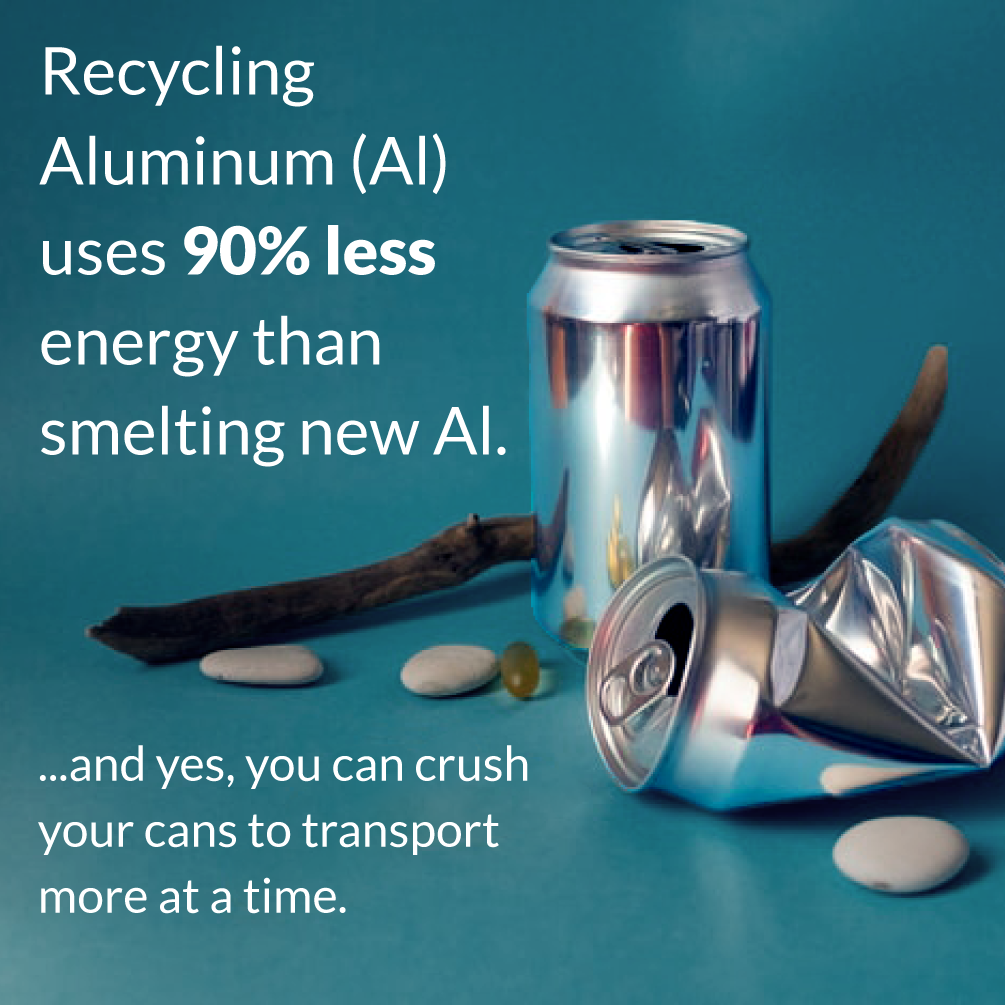 Recycling
Aluminum (Al)
uses 90% less
energy than
smelting new Al.
...and yes, you can crush
your cans to transport
more at a time.